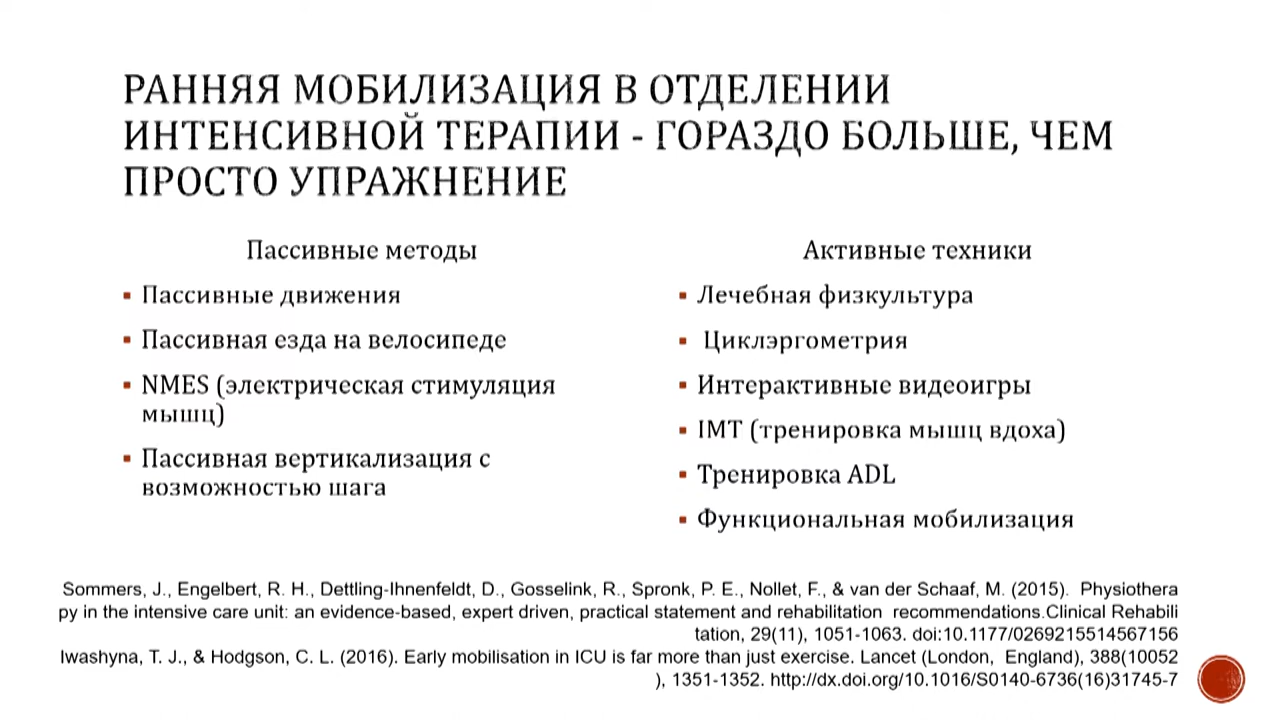 РАННЯЯ МОБИЛИЗАЦИЯ В ОТДЕЛЕНИИ
ИНТЕНСИВНОЙ ТЕРАПИИ - ГОРАЗДО БОЛЬШЕ, ЧЕМ
ПРОСТО УПРАЖНЕНИЕ
Пассивные методы
▪ Пассивные движения
▪ Пассивная езда на велосипеде
▪ NMES (электрическая стимуляция
мышц)
▪ Пассивная вертикализация с
возможностью шага
Активные техники
▪ Лечебная физкультура
▪ Циклэргометрия
▪ Интерактивные видеоигры
▪ IMT (тренировка мышц вдоха)
▪ Тренировка ADL
▪ Функциональная мобилизация
Sommers, J., Engelbert, R. H., Dettling-Ihnenfeldt, D., Gosselink, R., Spronk, P. E., Nollet, F., & van der Schaaf, M. (2015). Physiothera
py in the intensive care unit: an evidence-based, expert driven, practical statement and rehabilitation recommendations.Clinical Rehabili
tation, 29(11), 1051-1063. doi:10.1177/0269215514567156
Iwashyna, T. J., & Hodgson, C. L. (2016). Early mobilisation in ICU is far more than just exercise. Lancet (London, England), 388(10052
), 1351-1352. http://dx.doi.org/10.1016/S0140-6736(16)31745-7